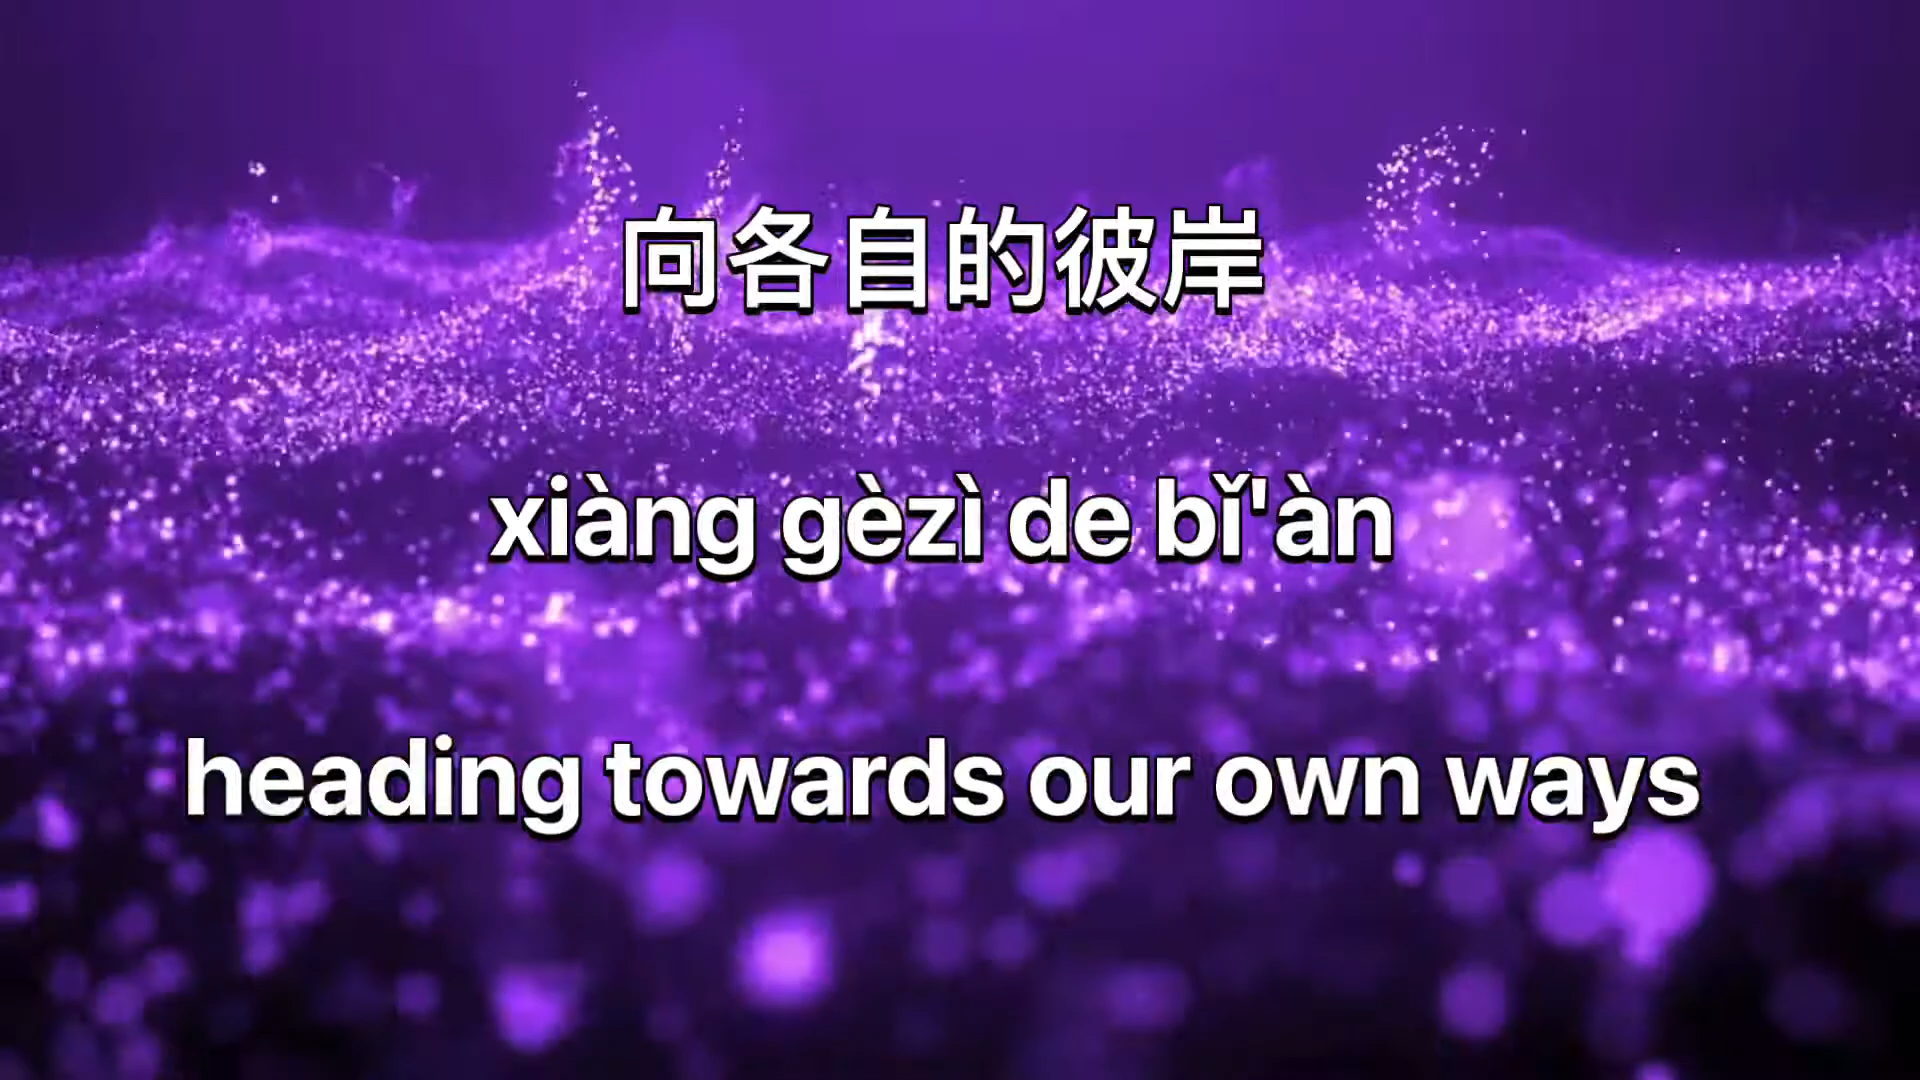 向各自的彼岸
xiàng gèzì de bǐ'àn
heading towards our own ways